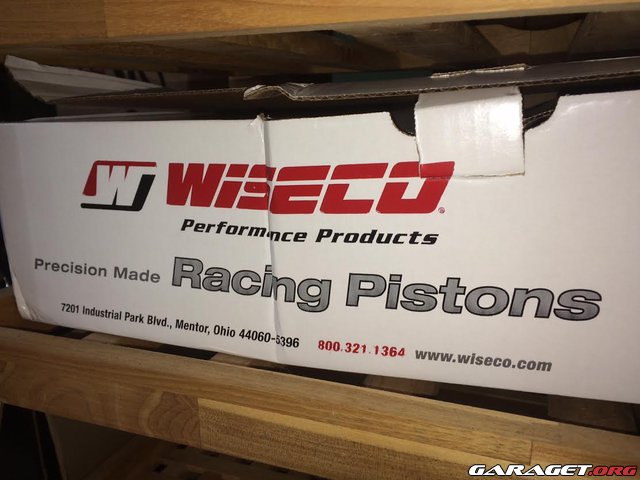 W WISECO®
Performance Products
Precision Made Racing Pistons
7201 Industrial Park Blvd., Mentor, Ohio 44060-5396 800.321.1364 www.wiseco.com
GARAGET.ORG